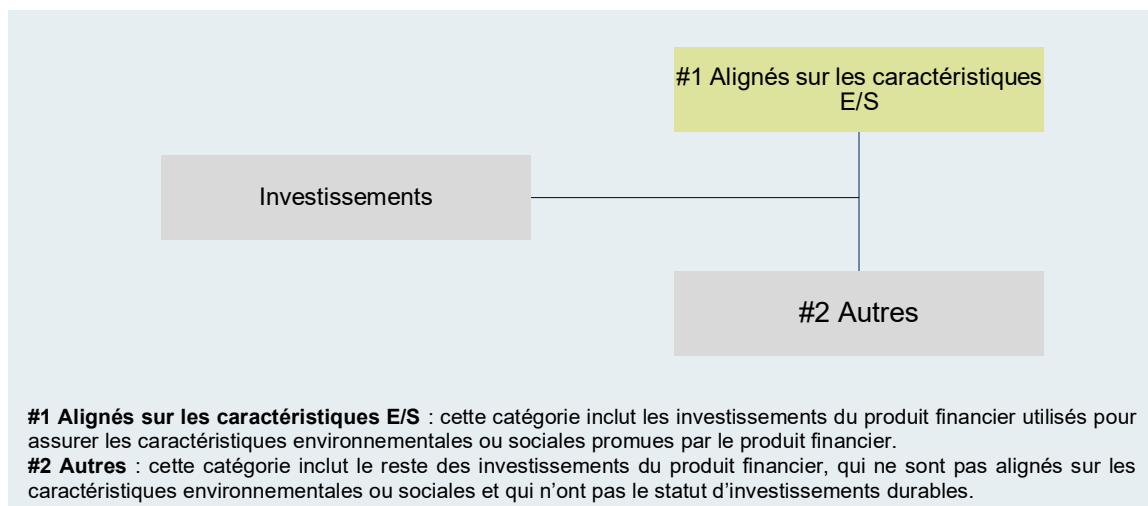 #1 Alignés sur les caractéristiques
E/S
Investissements
#2 Autres
#1 Alignés sur les caractéristiques E/S : cette catégorie inclut les investissements du produit financier utilisés pour
assurer les caractéristiques environnementales ou sociales promues par le produit financier.
#2 Autres : cette catégorie inclut le reste des investissements du produit financier, qui ne sont pas alignés sur les
caractéristiques environnementales ou sociales et qui n’ont pas le statut d’investissements durables.